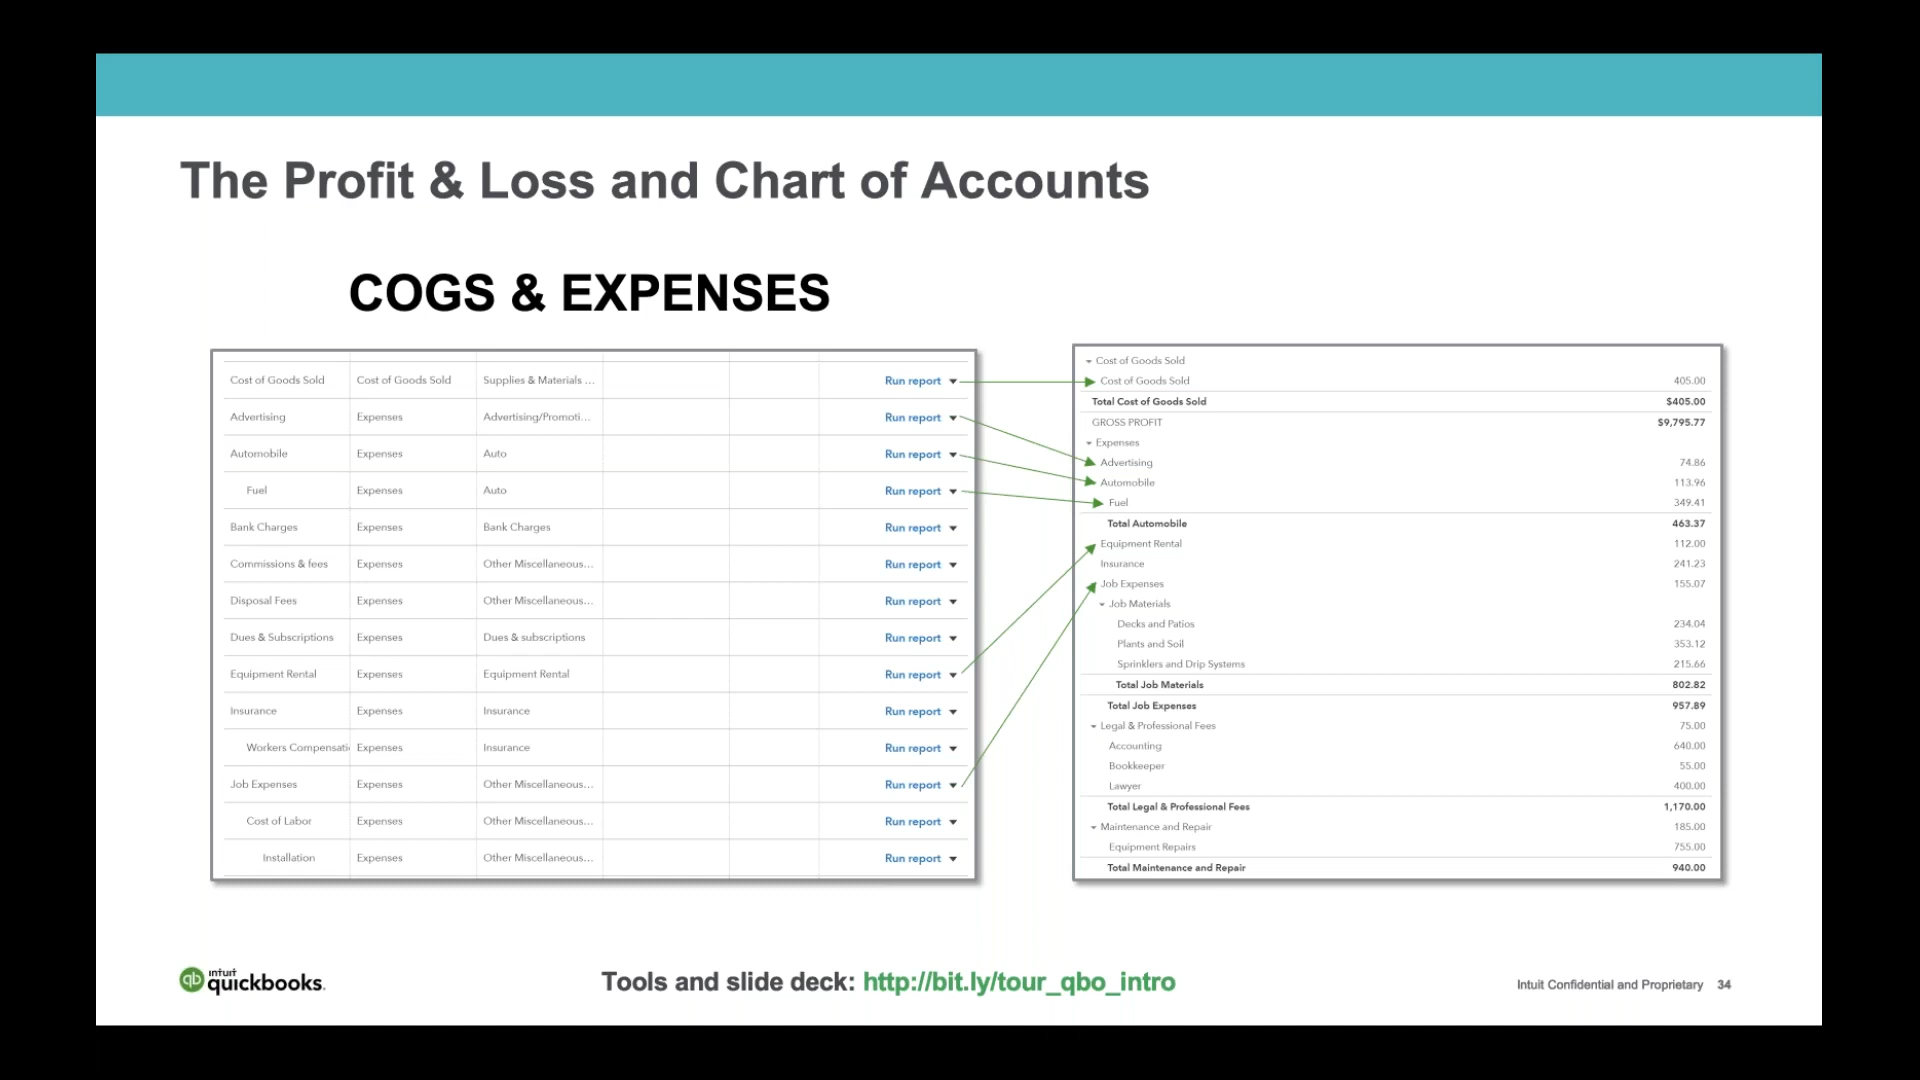 The Profit & Loss and Chart of Accounts
COGS & EXPENSES
Cost of Goods Sold Cost of Goods Sold Supplies & Materials ... Run report
Advertising Expenses Advertising/Promoti... Run report
Automobile Expenses Auto Run report
Fuel Expenses Auto Run report
Bank Charges Expenses Bank Charges Run report
Commissions & fees Expenses Other Miscellaneous... Run report
Disposal Fees Expenses Other Miscellaneous... Run report
Dues & Subscriptions Expenses Dues & subscriptions Run report
Equipment Rental Expenses Equipment Rental Run report
Insurance Expenses Insurance Run report
Workers Compensati Expenses Insurance Run report
Job Expenses Expenses Other Miscellaneous... Run report
Cost of Labor Expenses Other Miscellaneous... Run report
Installation Expenses Other Miscellaneous... Run report
Cost of Goods Sold
Cost of Goods Sold 405.00
Total Cost of Goods Sold $405.00
GROSS PROFIT $9,795.77
Expenses
Advertising 74.86
Automobile 113.96
Fuel 349.41
Total Automobile 463.37
Equipment Rental 112.00
Insurance 241.23
Job Expenses 155.07
Job Materials
Decks and Patios 234.04
Plants and Soil 353.12
Sprinklers and Drip Systems 215.66
Total Job Materials 802.82
Total Job Expenses 957.89
Legal & Professional Fees 75.00
Accounting 640.00
Bookkeeper 55.00
Lawyer 400.00
Total Legal & Professional Fees 1,170.00
Maintenance and Repair 185.00
Equipment Repairs 755.00
Total Maintenance and Repair 940.00
qb intuit quickbooks.
Tools and slide deck: http://bit.ly/tour_qbo_intro
Intuit Confidential and Proprietary 34